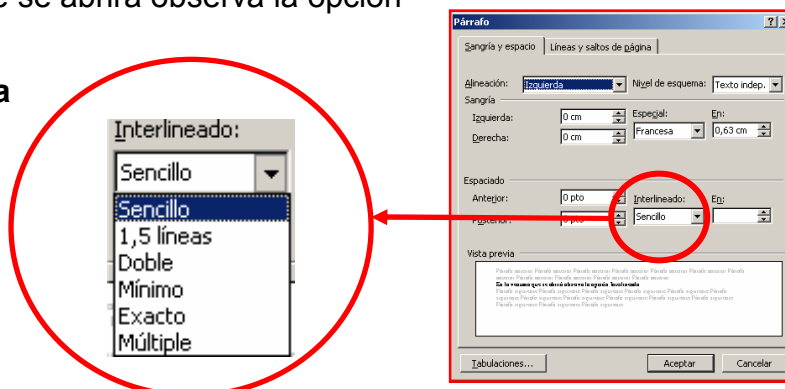 e se abrirá observa la opción
a
Interlineado:
Sencillo
Sencillo
1,5 líneas
Doble
Mínimo
Exacto
Múltiple
Párrafo
Sangría y espacio
Líneas y saltos de página
Alineación: Izquierda
Nivel de esquema: Texto indep.
Sangría
Izquierda: 0 cm
Especial: En:
Derecha: 0 cm
Francesa 0,63 cm
Espaciado
Anterior: 0 pto
Interlineado: En:
Posterior: 0 pto
Sencillo
Vista previa
Tabulaciones...
Aceptar
Cancelar